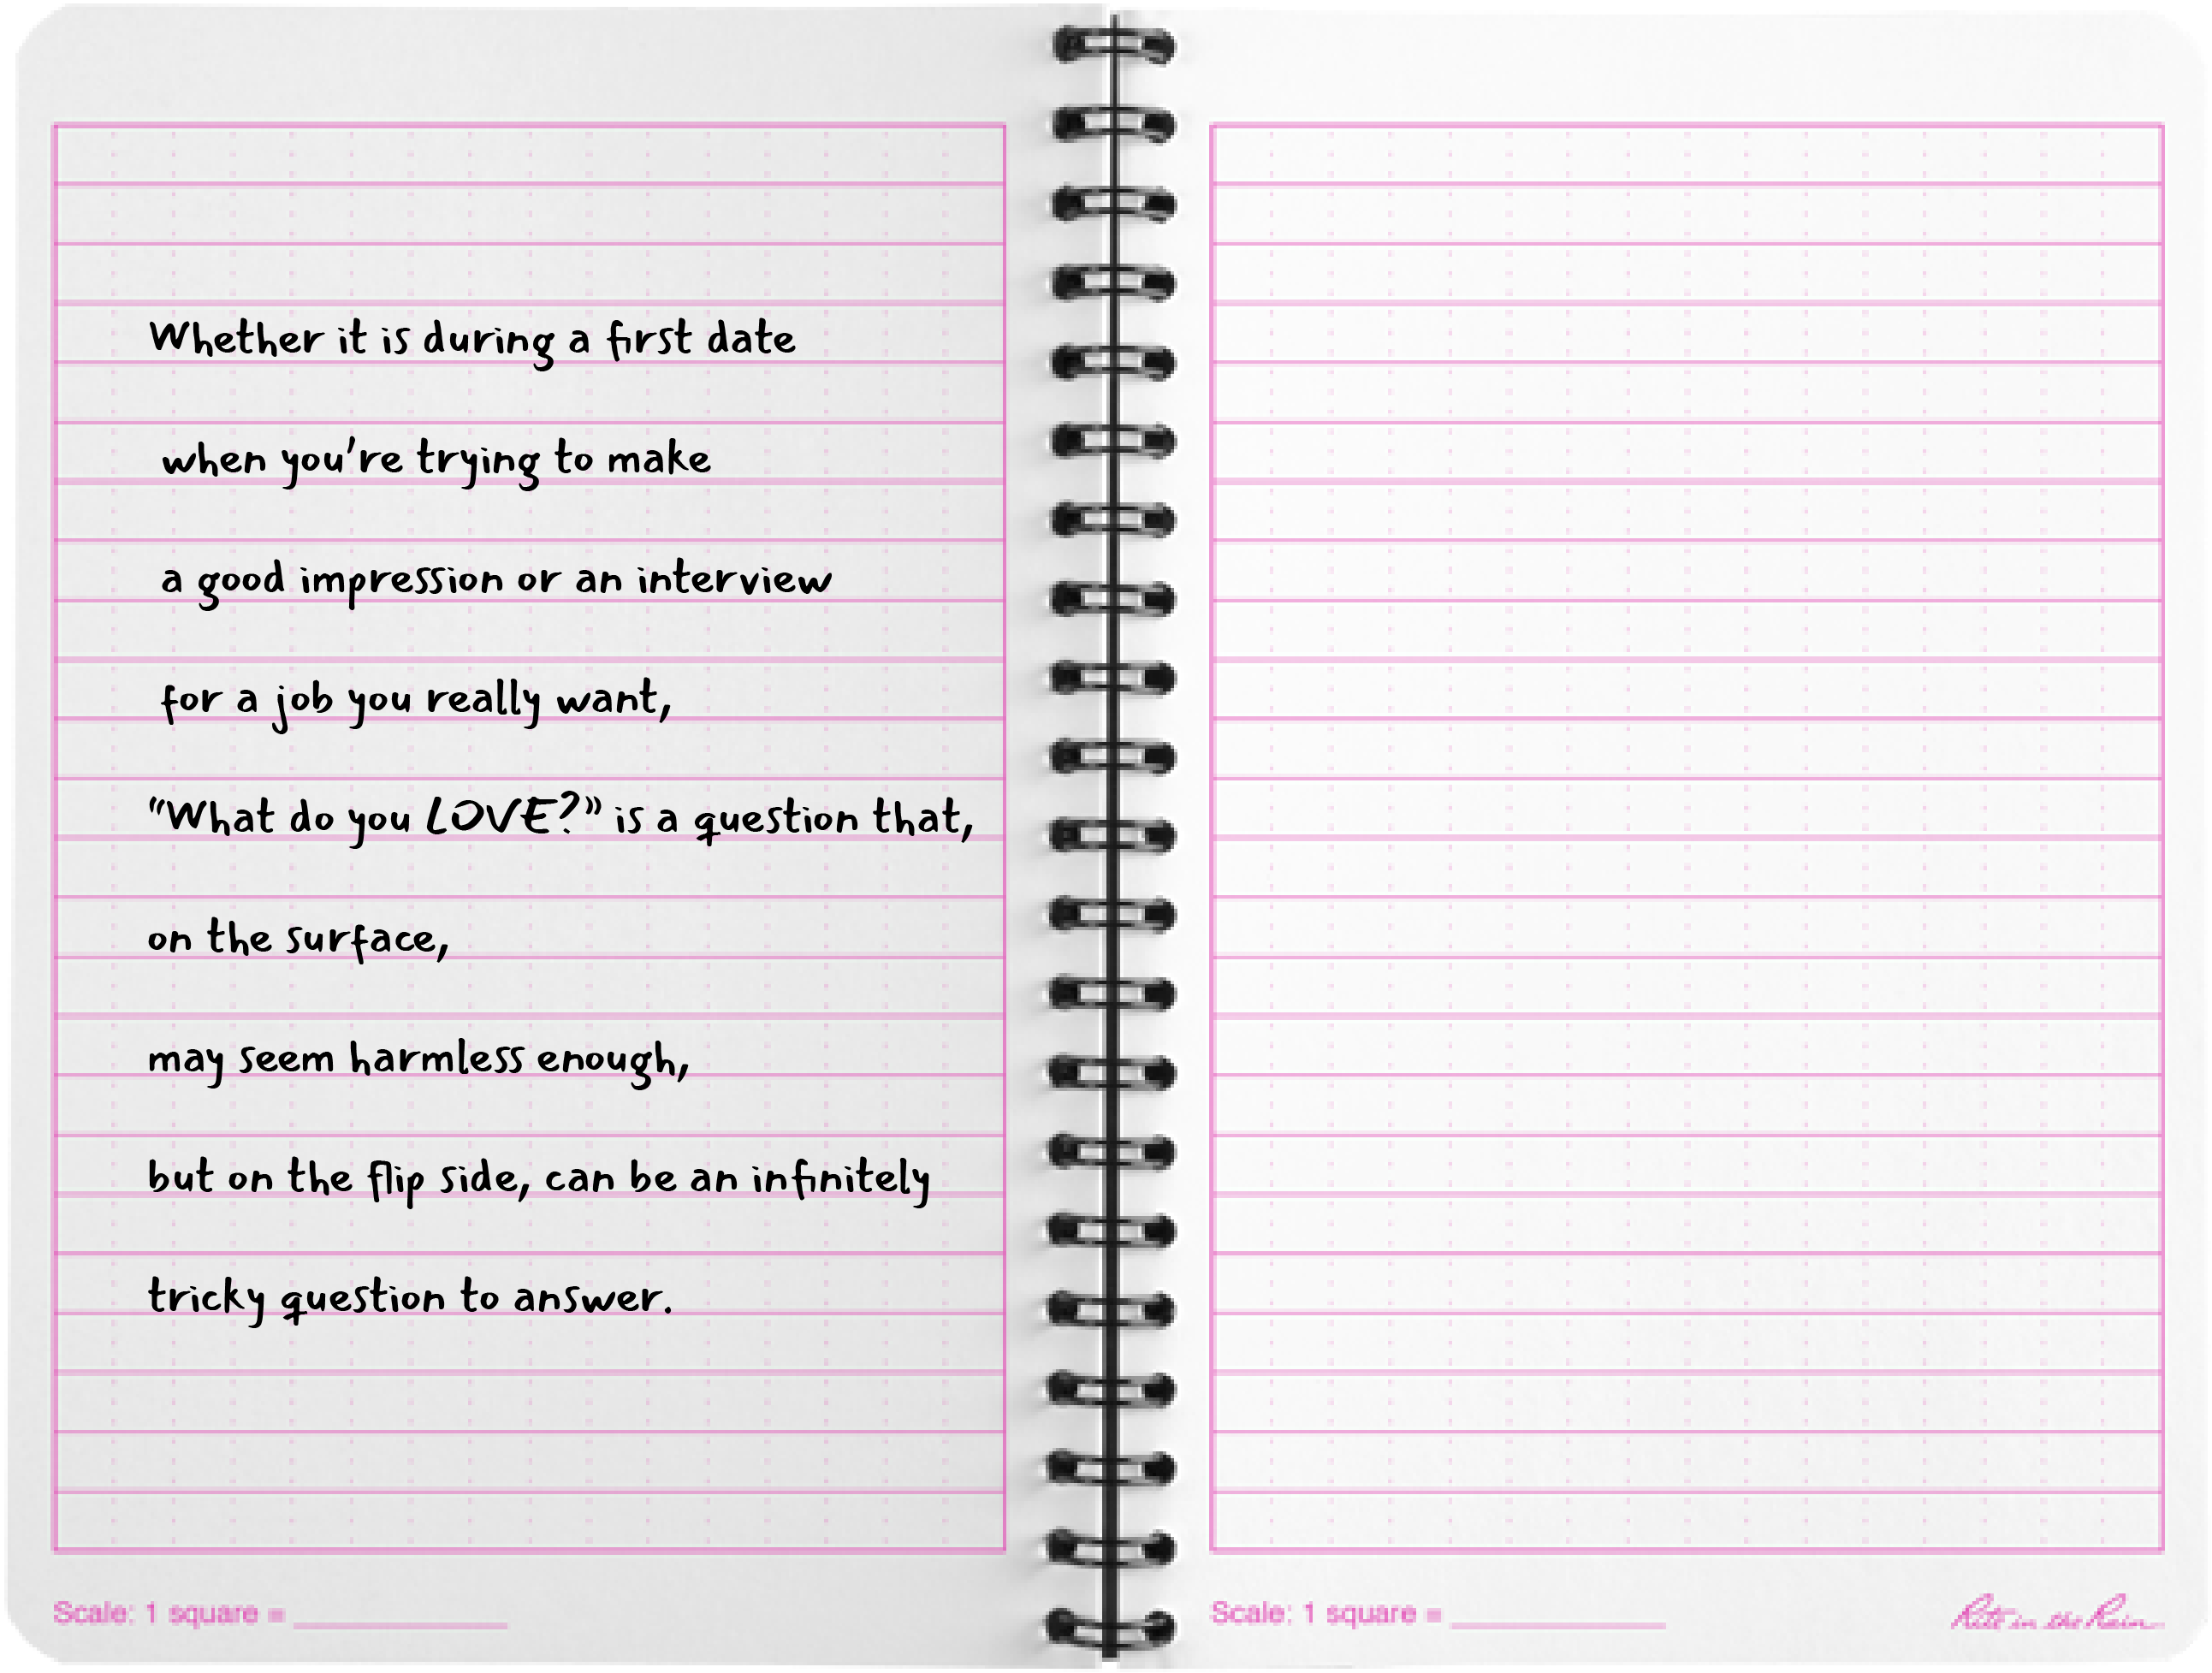 Whether it is during a first date
when you're trying to make
a good impression or an interview
for a job you really want,
“What do you LOVE?” is a question that,
on the surface,
may seem harmless enough,
but on the flip side, can be an infinitely
tricky question to answer.
Scale: 1 square = ____________
Scale: 1 square = ____________
Rite in the Rain